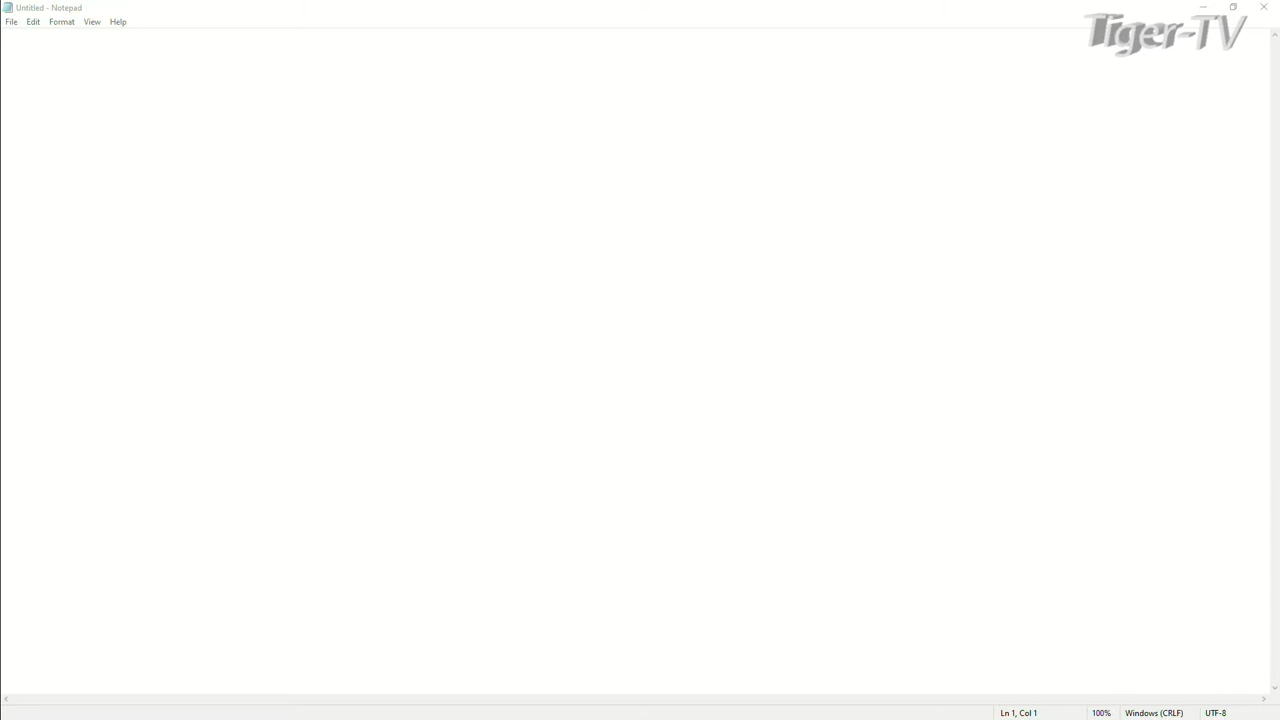 Untitled - Notepad
File Edit Format View Help
Tiger-TV
Ln 1, Col 1 100% Windows (CRLF) UTF-8